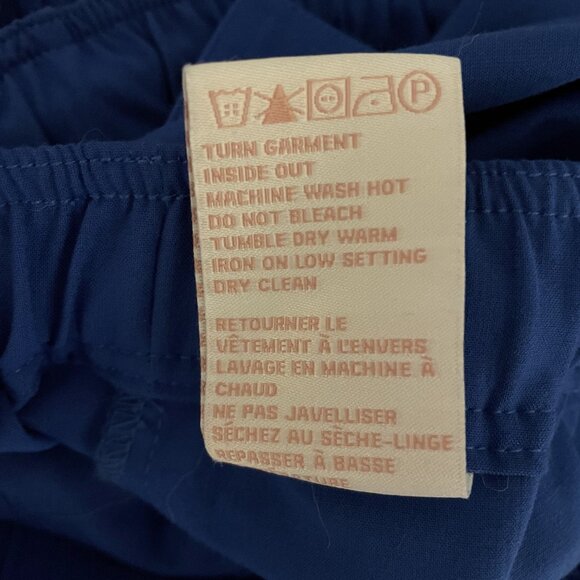 P
TURN GARMENT
INSIDE OUT
MACHINE WASH HOT
DO NOT BLEACH
TUMBLE DRY WARM
IRON ON LOW SETTING
DRY CLEAN
RETOURNER LE
VÊTEMENT À L'ENVERS
LAVAGE EN MACHINE À
CHAUD
NE PAS JAVELLISER
SÉCHEZ AU SÈCHE-LINGE
REPASSER À BASSE